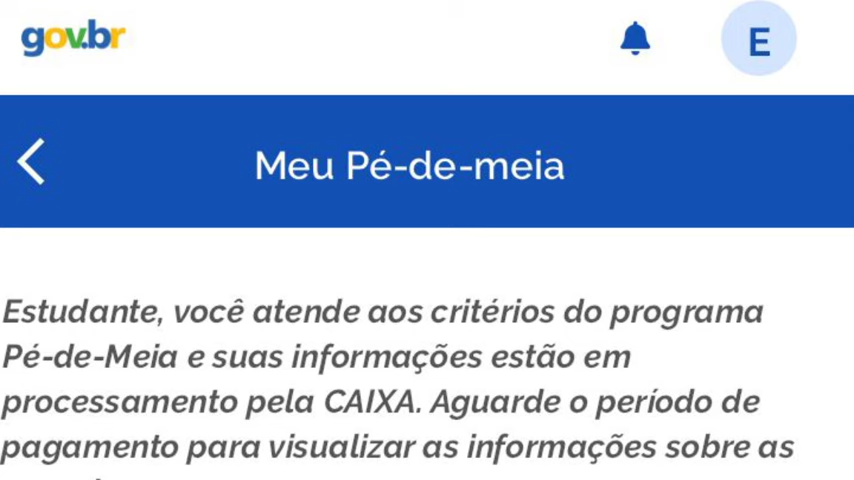 gov.br
E
Meu Pé-de-meia
Estudante, você atende aos critérios do programa
Pé-de-Meia e suas informações estão em
processamento pela CAIXA. Aguarde o período de
pagamento para visualizar as informações sobre as